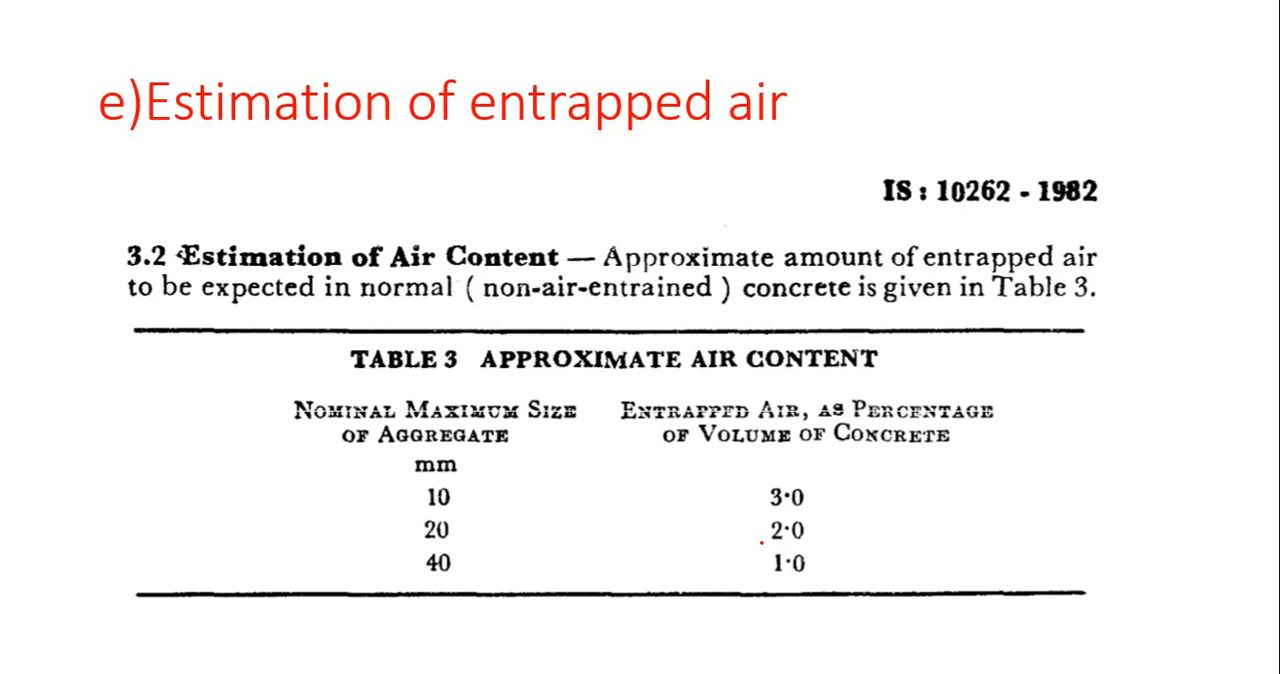 e)Estimation of entrapped air
IS : 10262 - 1982
3.2 Estimation of Air Content — Approximate amount of entrapped air
to be expected in normal ( non-air-entrained ) concrete is given in Table 3.
TABLE 3 APPROXIMATE AIR CONTENT
NOMINAL MAXIMUM SIZE ENTRAPPED AIR, AS PERCENTAGE
OF AGGREGATE OF VOLUME OF CONCRETE
mm
10 3·0
20 2·0
40 1·0